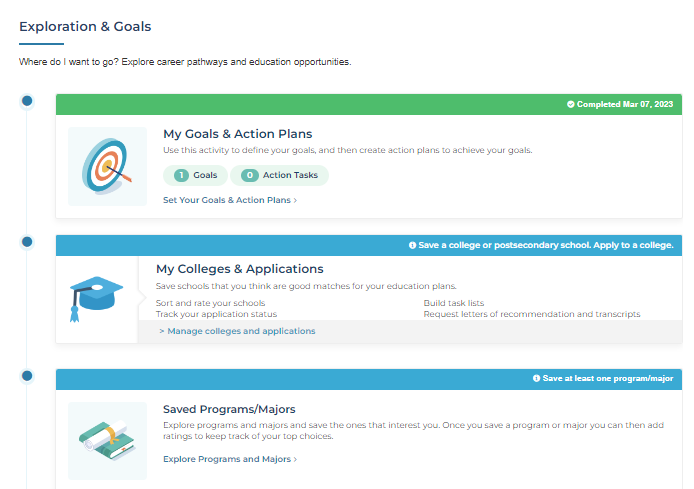 Exploration & Goals
Where do I want to go? Explore career pathways and education opportunities.
Completed Mar 07, 2023
My Goals & Action Plans
Use this activity to define your goals, and then create action plans to achieve your goals.
1 Goals 0 Action Tasks
Set Your Goals & Action Plans >
Save a college or postsecondary school. Apply to a college.
My Colleges & Applications
Save schools that you think are good matches for your education plans.
Sort and rate your schools Build task lists
Track your application status Request letters of recommendation and transcripts
> Manage colleges and applications
Save at least one program/major
Saved Programs/Majors
Explore programs and majors and save the ones that interest you. Once you save a program or major you can then add
ratings to keep track of your top choices.
Explore Programs and Majors >